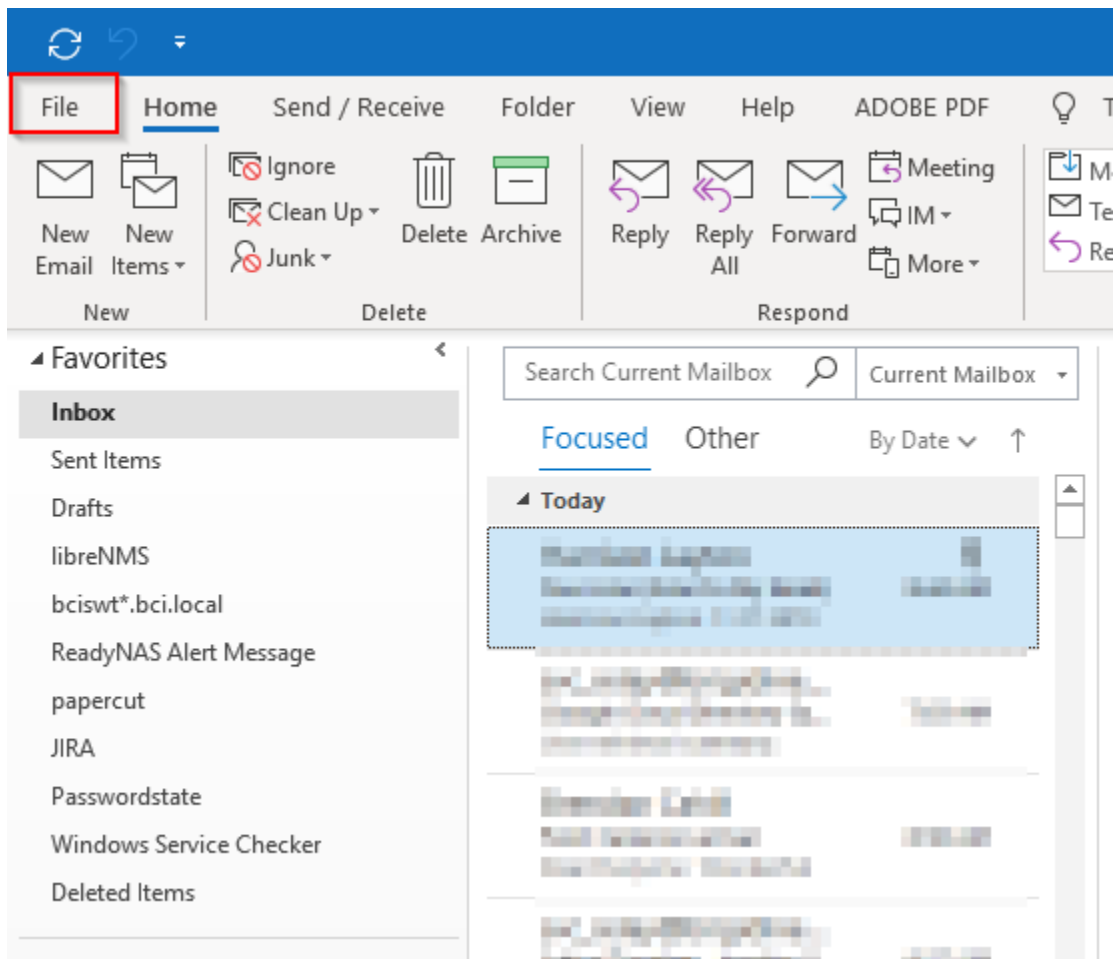 File Home Send / Receive Folder View Help ADOBE PDF
Ignore Meeting
Clean Up IM
New Email New Items Junk Delete Archive Reply Reply All Forward More
New Delete Respond
Favorites
Search Current Mailbox Current Mailbox
Inbox
Focused Other By Date
Sent Items
Drafts
Today
libreNMS
bciswt*.bci.local
ReadyNAS Alert Message
papercut
JIRA
Passwordstate
Windows Service Checker
Deleted Items